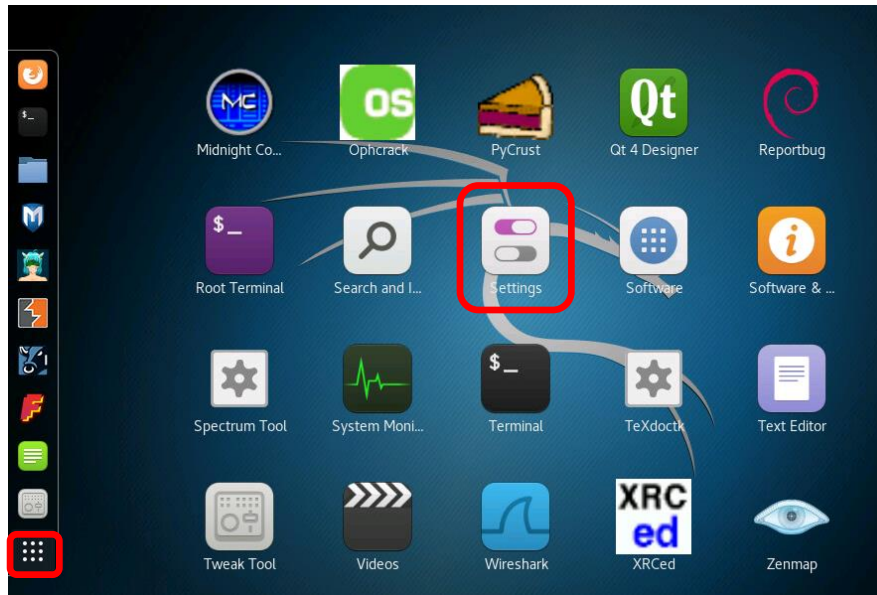 MC
OS
Qt
Midnight Co...
Ophcrack
PyCrust
Qt 4 Designer
Reportbug
$_
$_
i
Root Terminal
Search and I...
Settings
Software
Software & ...
$_
Spectrum Tool
System Moni...
Terminal
TeXdoctk
Text Editor
XRC
ed
Tweak Tool
Videos
Wireshark
XRCed
Zenmap